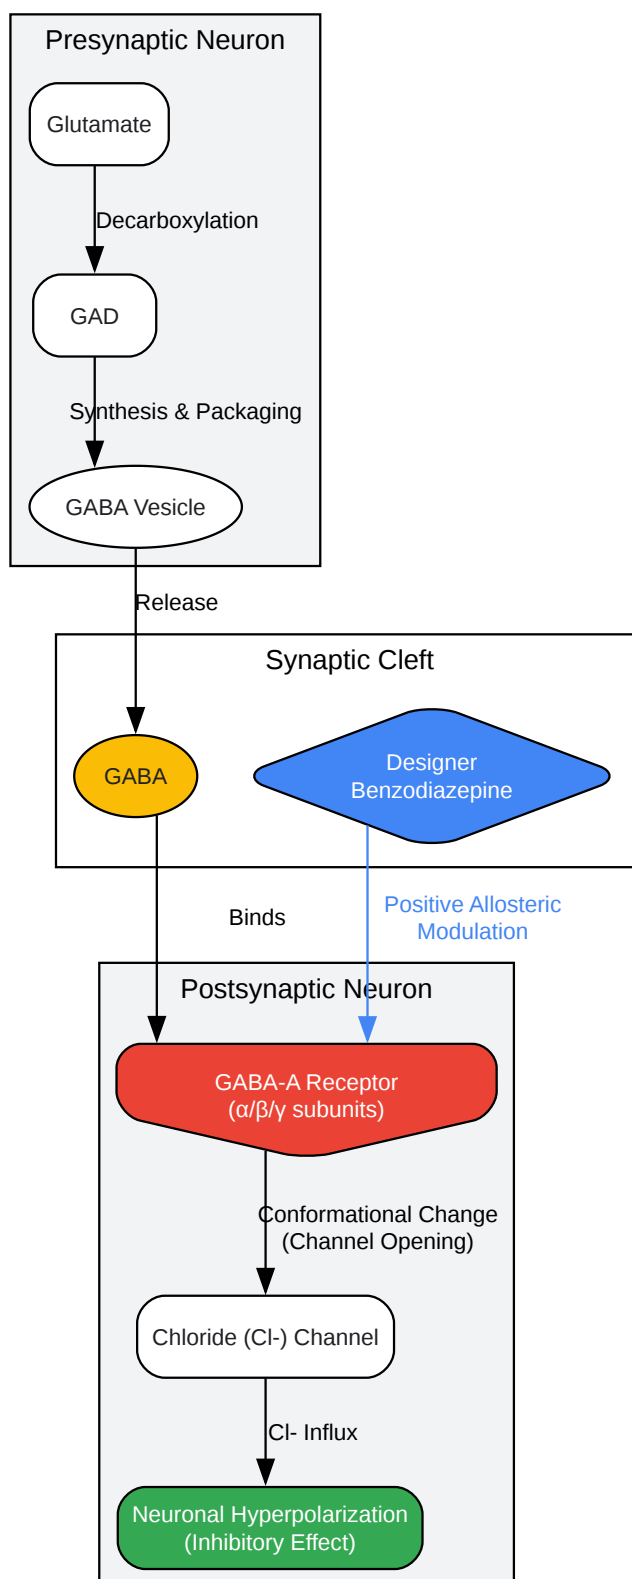 Presynaptic Neuron
Glutamate
Decarboxylation
GAD
Synthesis & Packaging
GABA Vesicle
Release
Synaptic Cleft
GABA
Designer
Benzodiazepine
Binds
Positive Allosteric
Modulation
Postsynaptic Neuron
GABA-A Receptor
(α/β/γ subunits)
Conformational Change
(Channel Opening)
Chloride (Cl-) Channel
Cl- Influx
Neuronal Hyperpolarization
(Inhibitory Effect)